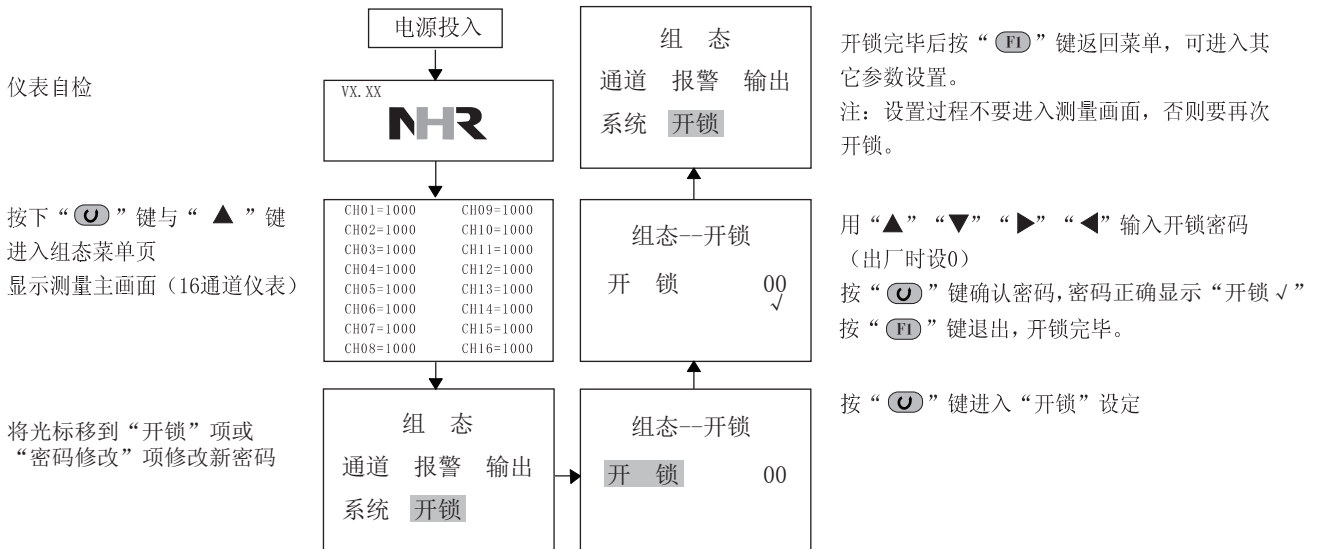 电源投入
仪表自检
VX.XX
NHR
按下“ ”键与“ ▲ ”键
进入组态菜单页
显示测量主画面（16通道仪表）
CH01=1000 CH09=1000
CH02=1000 CH10=1000
CH03=1000 CH11=1000
CH04=1000 CH12=1000
CH05=1000 CH13=1000
CH06=1000 CH14=1000
CH07=1000 CH15=1000
CH08=1000 CH16=1000
将光标移到“开锁”项或
“密码修改”项修改新密码
组 态
通道 报警 输出
系统 开锁
组态--开锁
开 锁 00
按“ ”键进入“开锁”设定
组态--开锁
开 锁 00
√
用“▲”“▼”“▶”“◀”输入开锁密码
（出厂时设0）
按“ ”键确认密码,密码正确显示“开锁√”
按“ F1 ”键退出,开锁完毕。
组 态
通道 报警 输出
系统 开锁
开锁完毕后按“ F1 ”键返回菜单，可进入其
它参数设置。
注：设置过程不要进入测量画面，否则要再次
开锁。